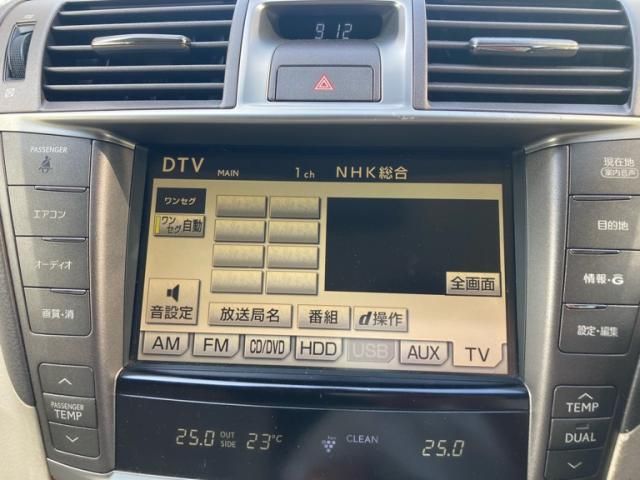 9 12
PASSENGER
エアコン
オーディオ
画質・消
PASSENGER
TEMP
DTV MAIN 1 ch NHK総合
ワンセグ
ワンセグ 自動
全画面
音設定 放送局名 番組 d操作
AM FM CD/DVD HDD USB AUX TV
現在地
案内音声
目的地
情報・G
設定・編集
TEMP
DUAL
25.0 OUT SIDE 23°C CLEAN 25.0